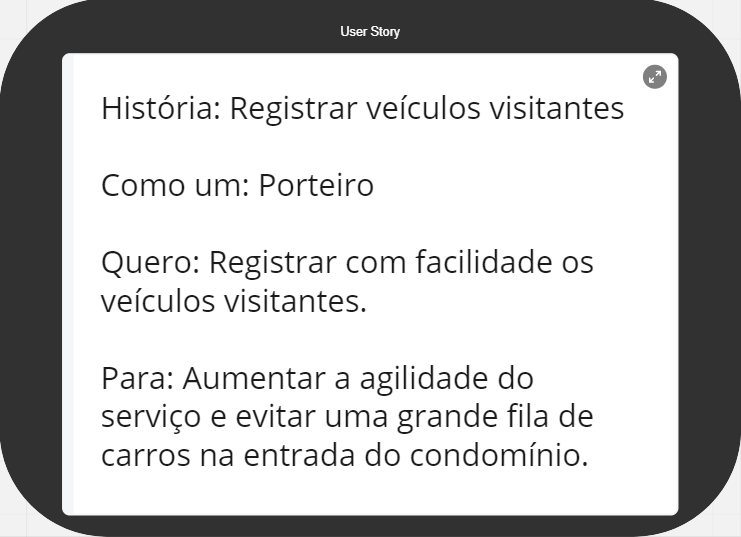 User Story
História: Registrar veículos visitantes
Como um: Porteiro
Quero: Registrar com facilidade os
veículos visitantes.
Para: Aumentar a agilidade do
serviço e evitar uma grande fila de
carros na entrada do condomínio.